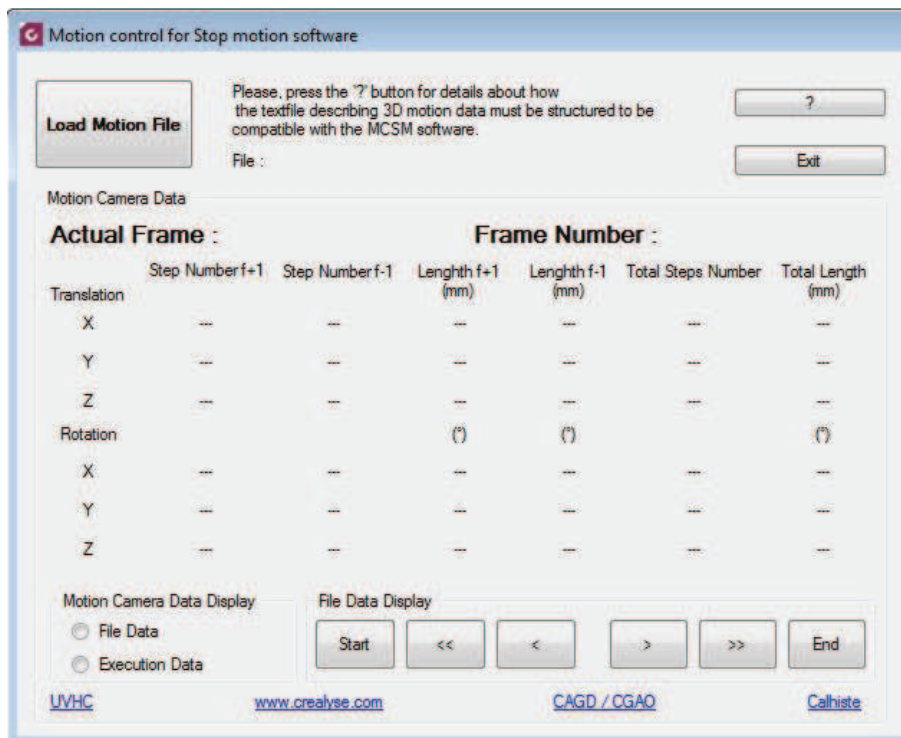 Motion control for Stop motion software
Load Motion File
Please, press the '?' button for details about how
the textfile describing 3D motion data must be structured to be
compatible with the MCSM software.
File :
?
Exit
Motion Camera Data
Actual Frame : Frame Number :
Step Number f+1 Step Number f-1 Lenghth f+1 Lenghth f-1 Total Steps Number Total Length
Translation (mm) (mm) (mm)
X --- --- --- --- --- ---
Y --- --- --- --- --- ---
Z --- --- --- --- --- ---
Rotation (°) (°) (°)
X --- --- --- --- --- ---
Y --- --- --- --- --- ---
Z --- --- --- --- --- ---
Motion Camera Data Display
File Data
Execution Data
File Data Display
Start << < > >> End
UVHC www.crealyse.com CAGD / CGAO Calhiste